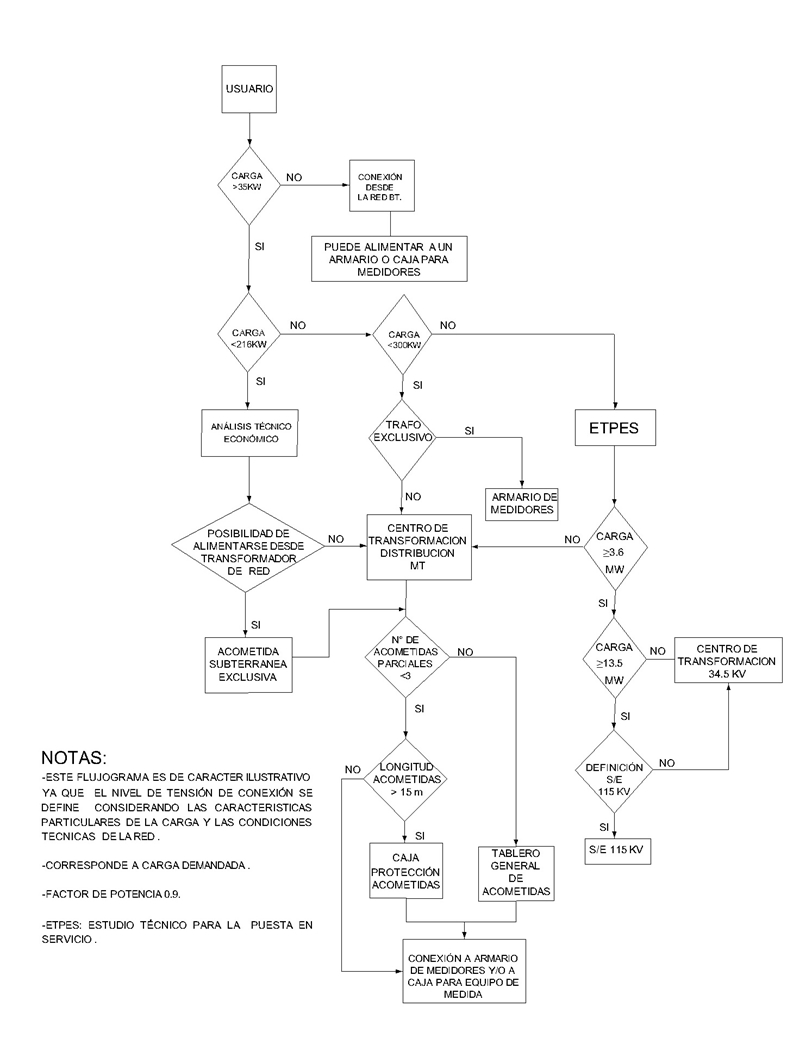 USUARIO
CARGA
>35KW
NO
CONEXIÓN
DESDE
LA RED BT.
SI
PUEDE ALIMENTAR A UN
ARMARIO O CAJA PARA
MEDIDORES
CARGA
<216KW
NO
CARGA
<300KW
NO
SI
SI
ANÁLISIS TÉCNICO
ECONÓMICO
TRAFO
EXCLUSIVO
SI
ETPES
NO
ARMARIO DE
MEDIDORES
POSIBILIDAD DE
ALIMENTARSE DESDE
TRANSFORMADOR
DE RED
NO
CENTRO DE
TRANSFORMACION
DISTRIBUCION
MT
NO
CARGA
≥3.6
MW
SI
SI
ACOMETIDA
SUBTERRANEA
EXCLUSIVA
N° DE
ACOMETIDAS
PARCIALES
<3
NO
CARGA
≥13.5
MW
NO
CENTRO DE
TRANSFORMACION
34.5 KV
SI
SI
NOTAS:
-ESTE FLUJOGRAMA ES DE CARACTER ILUSTRATIVO
YA QUE EL NIVEL DE TENSIÓN DE CONEXIÓN SE
DEFINE CONSIDERANDO LAS CARACTERISTICAS
PARTICULARES DE LA CARGA Y LAS CONDICIONES
TECNICAS DE LA RED .
-CORRESPONDE A CARGA DEMANDADA .
-FACTOR DE POTENCIA 0.9.
-ETPES: ESTUDIO TÉCNICO PARA LA PUESTA EN
SERVICIO .
NO
LONGITUD
ACOMETIDAS
> 15 m
DEFINICIÓN
S/E
115 KV
NO
SI
SI
CAJA
PROTECCIÓN
ACOMETIDAS
TABLERO
GENERAL
DE
ACOMETIDAS
S/E 115 KV
CONEXIÓN A ARMARIO
DE MEDIDORES Y/O A
CAJA PARA EQUIPO DE
MEDIDA